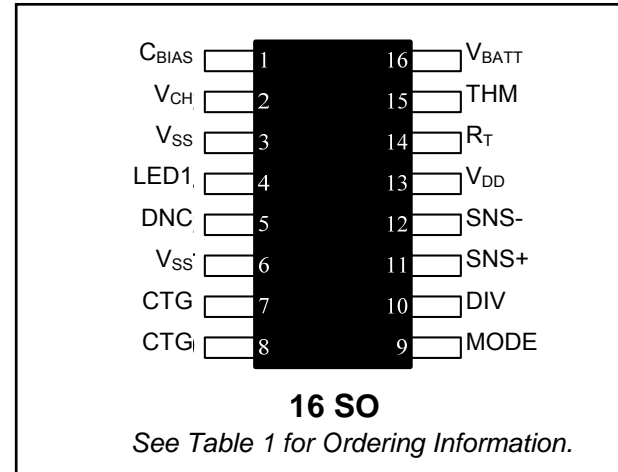 CBIAS 1 16 VBATT
VCH 2 15 THM
VSS 3 14 RT
LED1 4 13 VDD
DNC 5 12 SNS-
VSS 6 11 SNS+
CTG 7 10 DIV
CTG 8 9 MODE
16 SO
See Table 1 for Ordering Information.